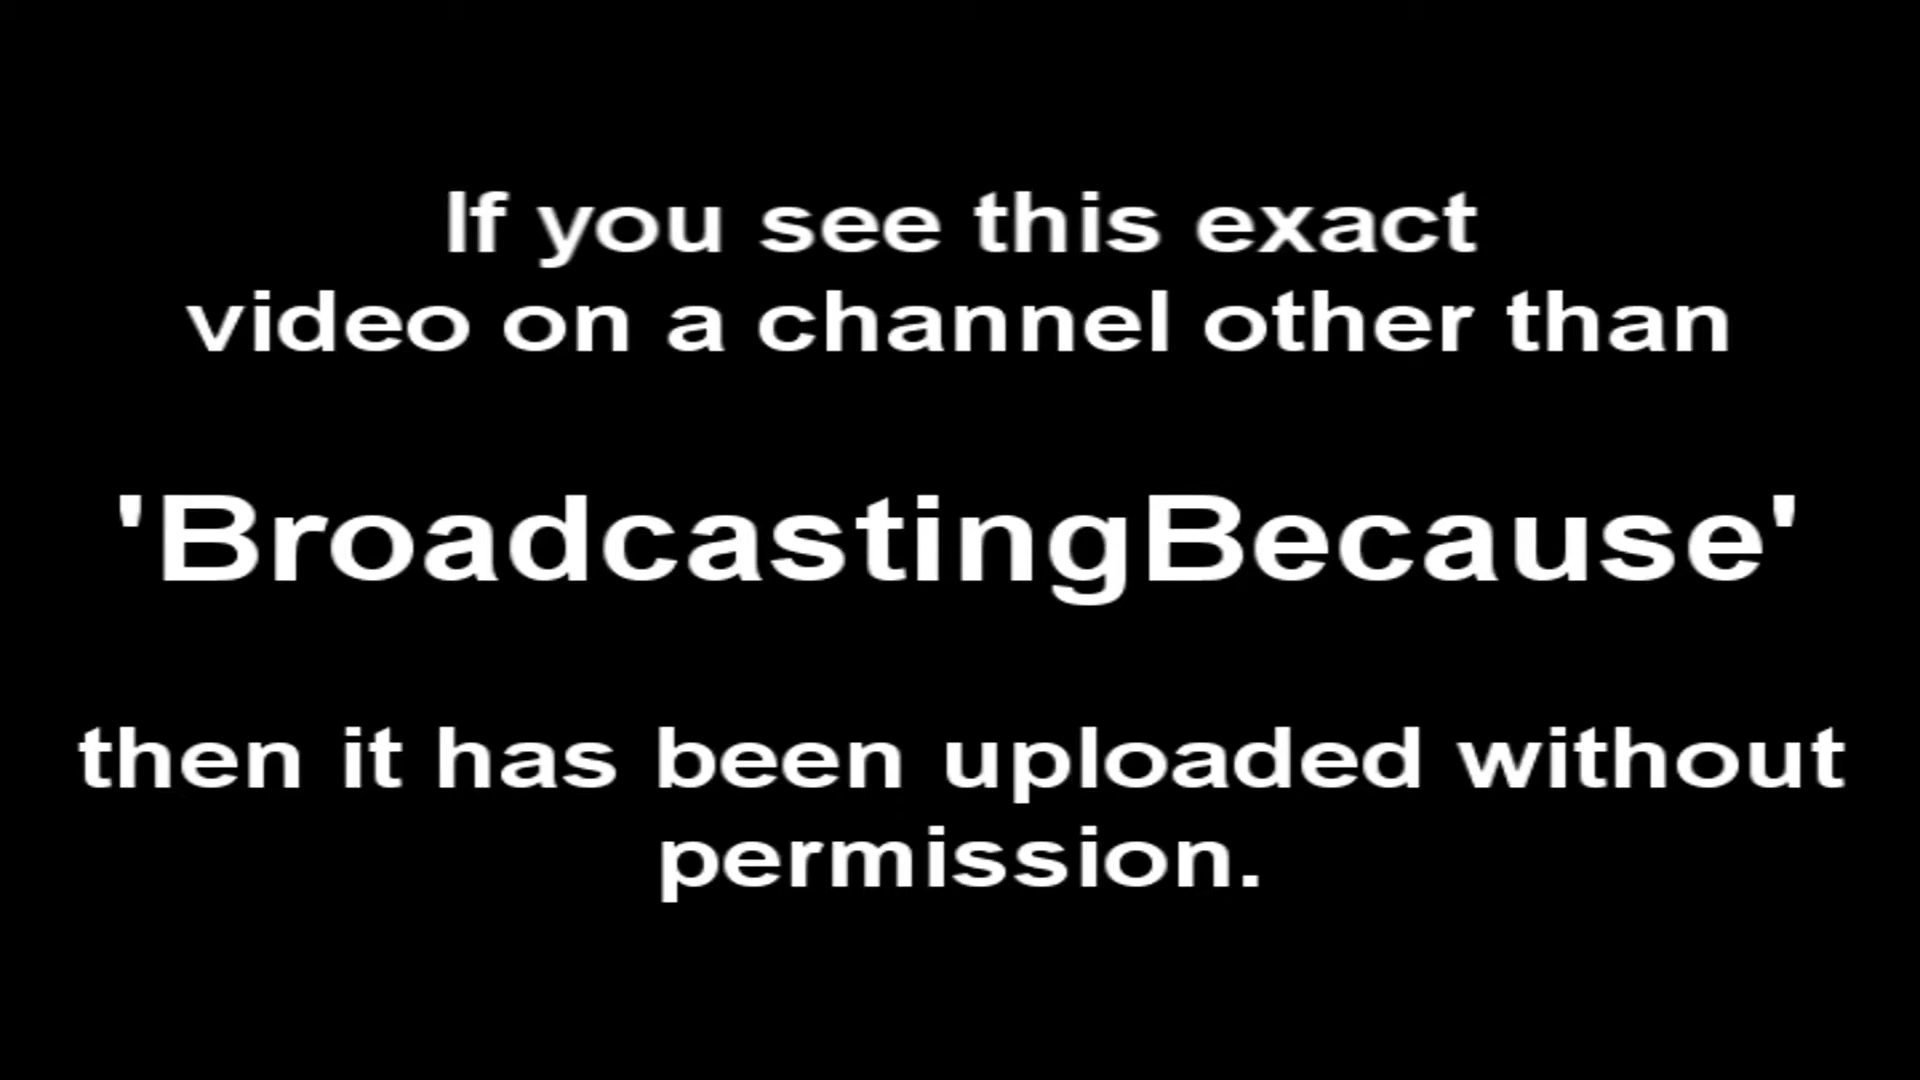 If you see this exact
video on a channel other than
'BroadcastingBecause'
then it has been uploaded without
permission.